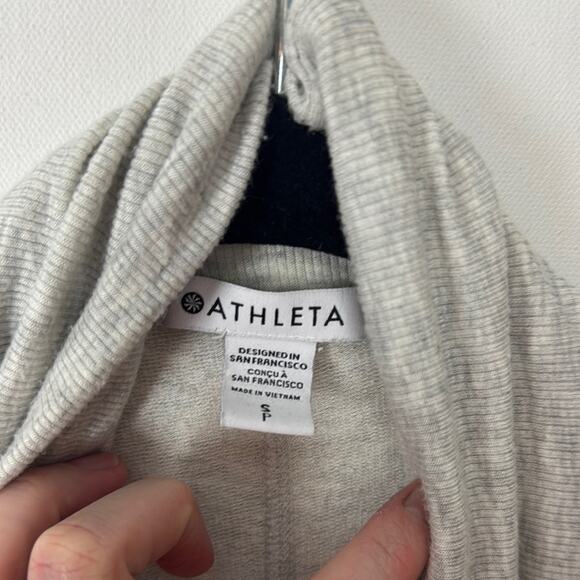 ATHLETA
DESIGNED IN
SAN FRANCISCO
CONÇU À
SAN FRANCISCO
MADE IN VIETNAM
S
P